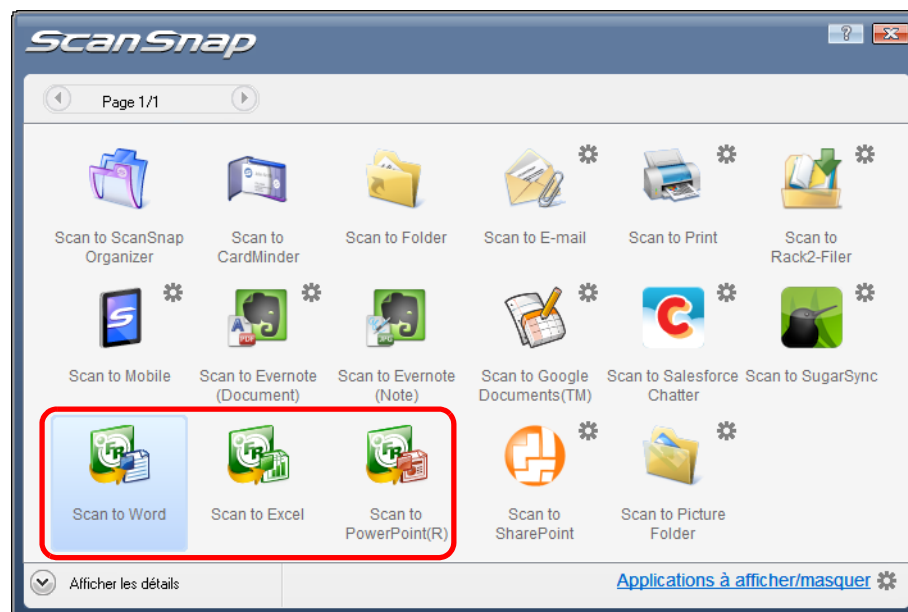 ScanSnap
?
Page 1/1
Scan to ScanSnap
Organizer
Scan to
CardMinder
Scan to Folder
Scan to E-mail
Scan to Print
Scan to
Rack2-Filer
Scan to Mobile
Scan to Evernote
(Document)
Scan to Evernote
(Note)
Scan to Google
Documents(TM)
Scan to Salesforce
Chatter
Scan to SugarSync
Scan to Word
Scan to Excel
Scan to
PowerPoint(R)
Scan to
SharePoint
Scan to Picture
Folder
Afficher les détails
Applications à afficher/masquer